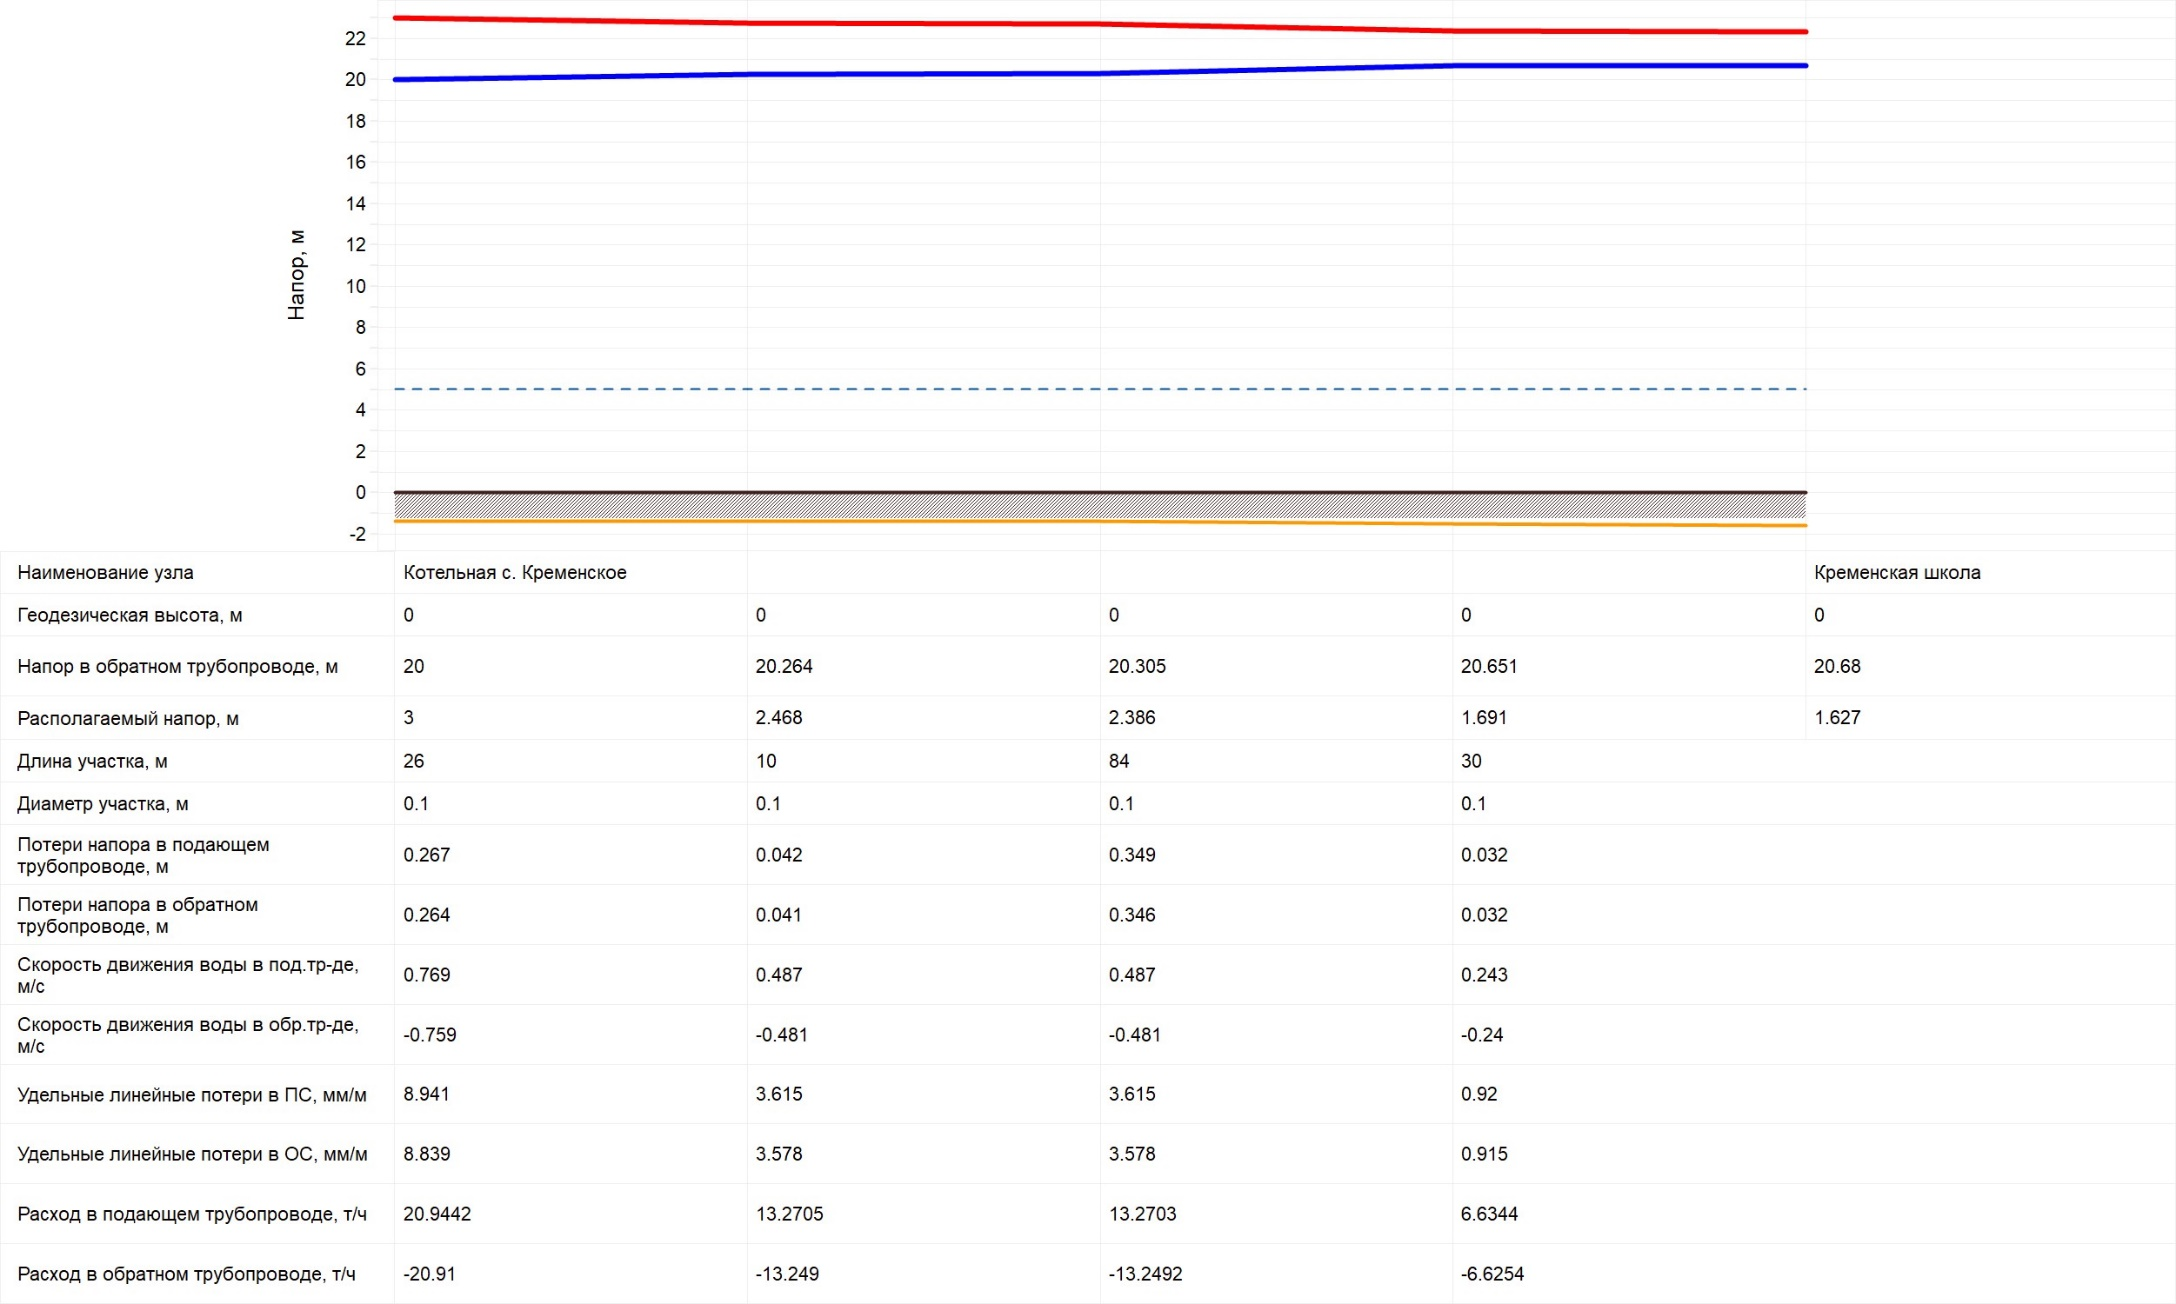 22
20
18
16
14
12
10
8
6
4
2
0
-2
Напор, м
Наименование узла Котельная с. Кременское Кременская школа
Геодезическая высота, м 0 0 0 0 0
Напор в обратном трубопроводе, м 20 20.264 20.305 20.651 20.68
Располагаемый напор, м 3 2.468 2.386 1.691 1.627
Длина участка, м 26 10 84 30
Диаметр участка, м 0.1 0.1 0.1 0.1
Потери напора в подающем
трубопроводе, м 0.267 0.042 0.349 0.032
Потери напора в обратном
трубопроводе, м 0.264 0.041 0.346 0.032
Скорость движения воды в под.тр-де,
м/с 0.769 0.487 0.487 0.243
Скорость движения воды в обр.тр-де,
м/с -0.759 -0.481 -0.481 -0.24
Удельные линейные потери в ПС, мм/м 8.941 3.615 3.615 0.92
Удельные линейные потери в ОС, мм/м 8.839 3.578 3.578 0.915
Расход в подающем трубопроводе, т/ч 20.9442 13.2705 13.2703 6.6344
Расход в обратном трубопроводе, т/ч -20.91 -13.249 -13.2492 -6.6254